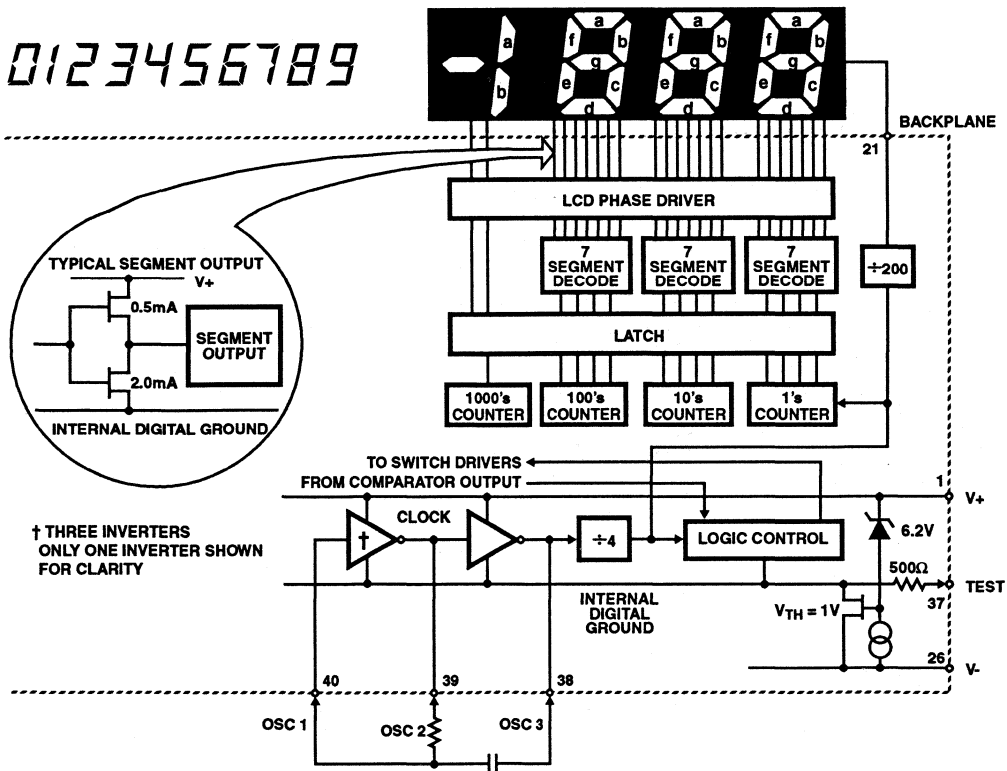 0123456789
a
b
a
f
b
g
e
c
d
a
f
b
g
e
c
d
a
f
b
g
e
c
d
BACKPLANE
21
LCD PHASE DRIVER
TYPICAL SEGMENT OUTPUT
V+
0.5mA
SEGMENT
OUTPUT
2.0mA
INTERNAL DIGITAL GROUND
7
SEGMENT
DECODE
7
SEGMENT
DECODE
7
SEGMENT
DECODE
÷200
LATCH
1000's
COUNTER
100's
COUNTER
10's
COUNTER
1's
COUNTER
TO SWITCH DRIVERS
FROM COMPARATOR OUTPUT
1
V+
† THREE INVERTERS
ONLY ONE INVERTER SHOWN
FOR CLARITY
†
CLOCK
÷4
LOGIC CONTROL
6.2V
500Ω
TEST
37
INTERNAL
DIGITAL
GROUND
VTH = 1V
26
V-
40
39
38
OSC 1
OSC 2
OSC 3